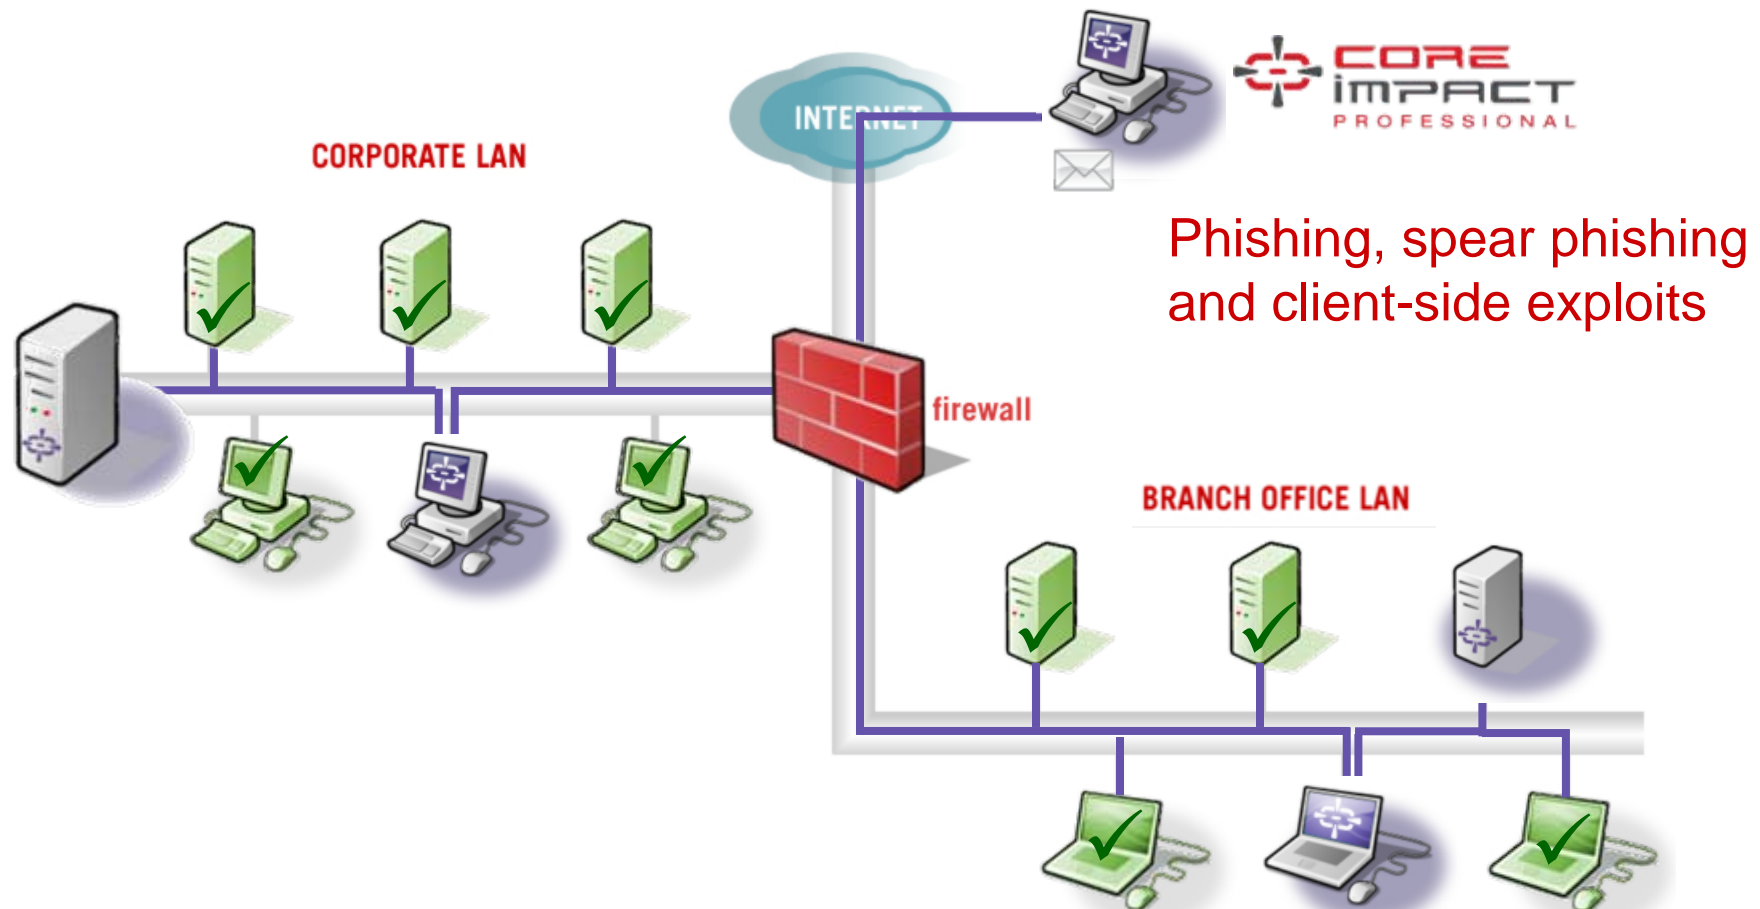 INTERNET
CORE
IMPACT
PROFESSIONAL
CORPORATE LAN
Phishing, spear phishing
and client-side exploits
firewall
BRANCH OFFICE LAN